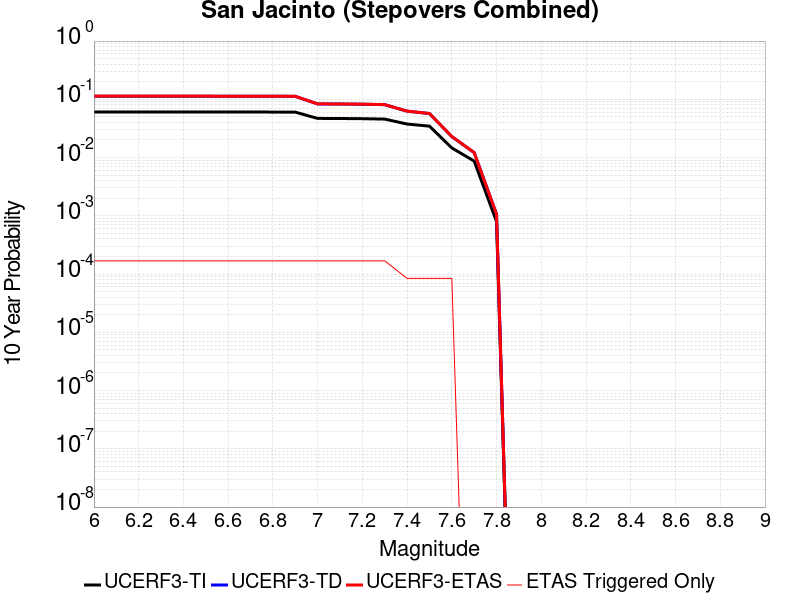 San Jacinto (Stepovers Combined)
10^0
10^-1
10^-2
10^-3
10^-4
10^-5
10^-6
10^-7
10^-8
10 Year Probability
6 6.2 6.4 6.6 6.8 7 7.2 7.4 7.6 7.8 8 8.2 8.4 8.6 8.8 9
Magnitude
UCERF3-TI UCERF3-TD UCERF3-ETAS ETAS Triggered Only